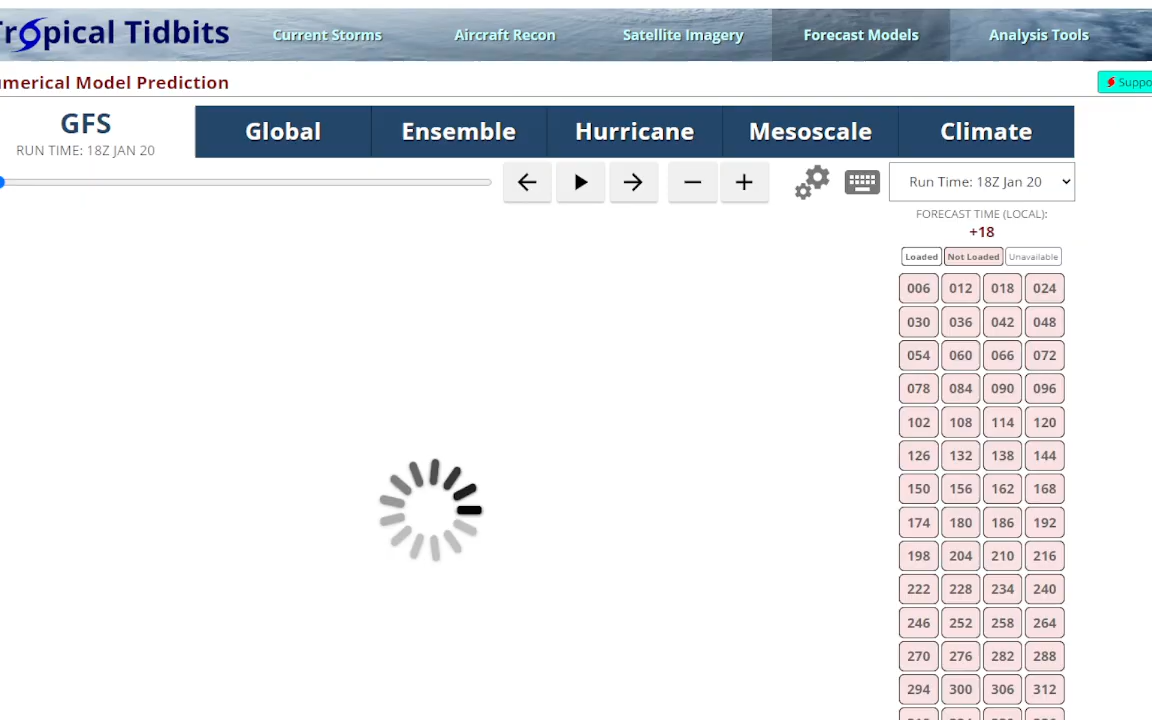 Tropical Tidbits
Current Storms
Aircraft Recon
Satellite Imagery
Forecast Models
Analysis Tools
umerical Model Prediction
Suppo
GFS
RUN TIME: 18Z JAN 20
Global
Ensemble
Hurricane
Mesoscale
Climate
Run Time: 18Z Jan 20
FORECAST TIME (LOCAL):
+18
Loaded Not Loaded Unavailable
006 012 018 024
030 036 042 048
054 060 066 072
078 084 090 096
102 108 114 120
126 132 138 144
150 156 162 168
174 180 186 192
198 204 210 216
222 228 234 240
246 252 258 264
270 276 282 288
294 300 306 312